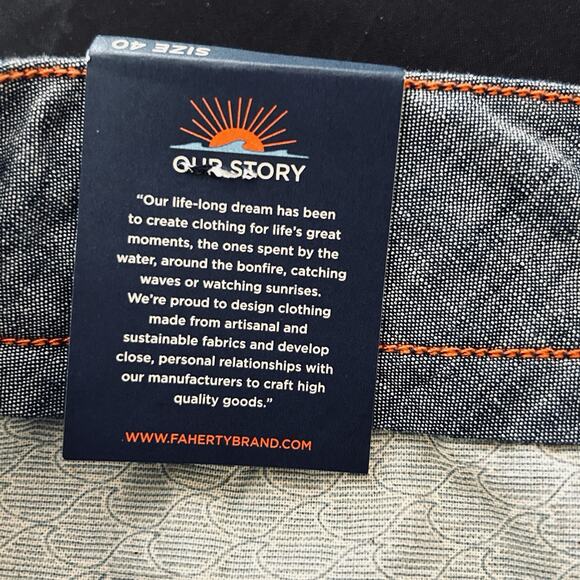 SIZE 40
OUR STORY
“Our life-long dream has been
to create clothing for life’s great
moments, the ones spent by the
water, around the bonfire, catching
waves or watching sunrises.
We’re proud to design clothing
made from artisanal and
sustainable fabrics and develop
close, personal relationships with
our manufacturers to craft high
quality goods.”
WWW.FAHERTYBRAND.COM